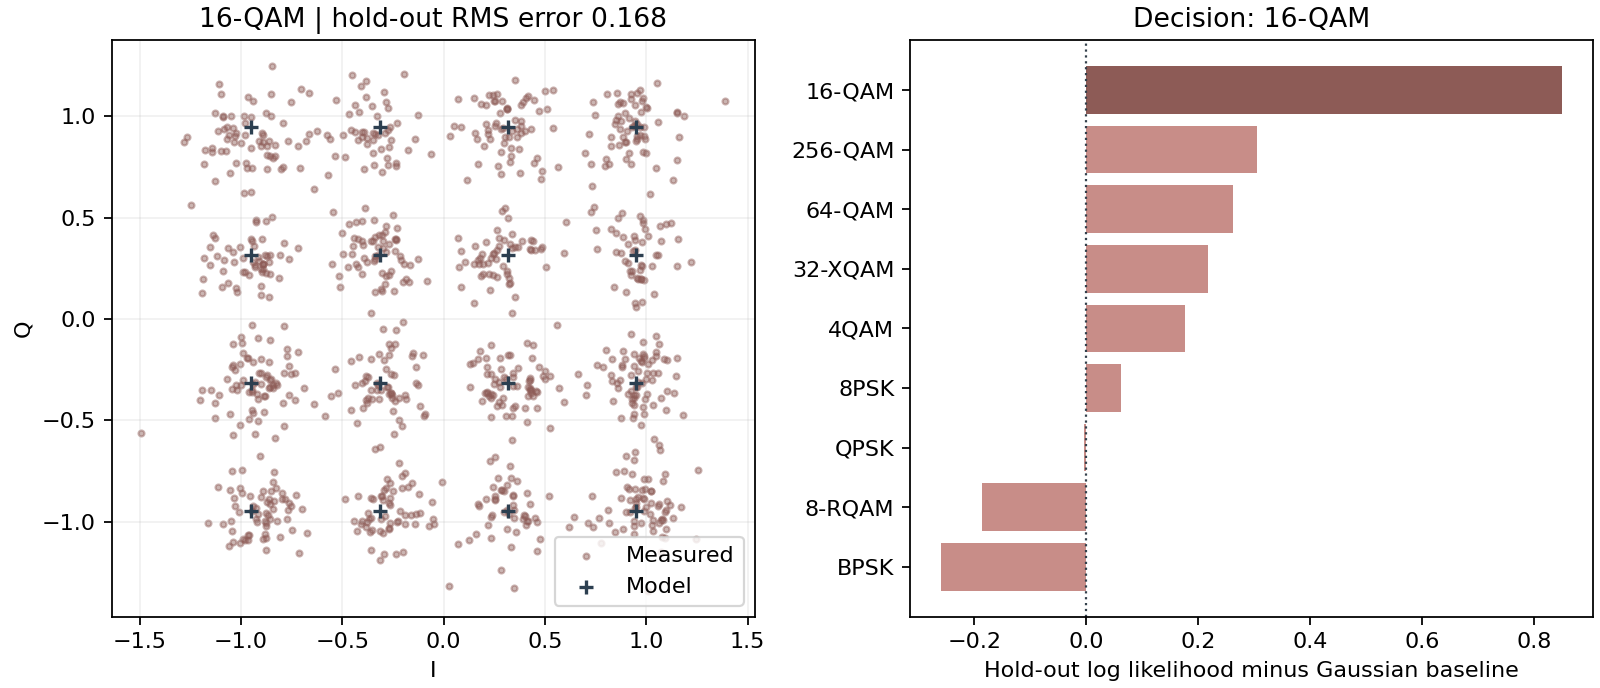 16-QAM | hold-out RMS error 0.168
1.0
0.5
0.0
−0.5
−1.0
Q
−1.5
−1.0
−0.5
0.0
0.5
1.0
1.5
I
Measured
Model
Decision: 16-QAM
16-QAM
256-QAM
64-QAM
32-XQAM
4QAM
8PSK
QPSK
8-RQAM
BPSK
−0.2
0.0
0.2
0.4
0.6
0.8
Hold-out log likelihood minus Gaussian baseline